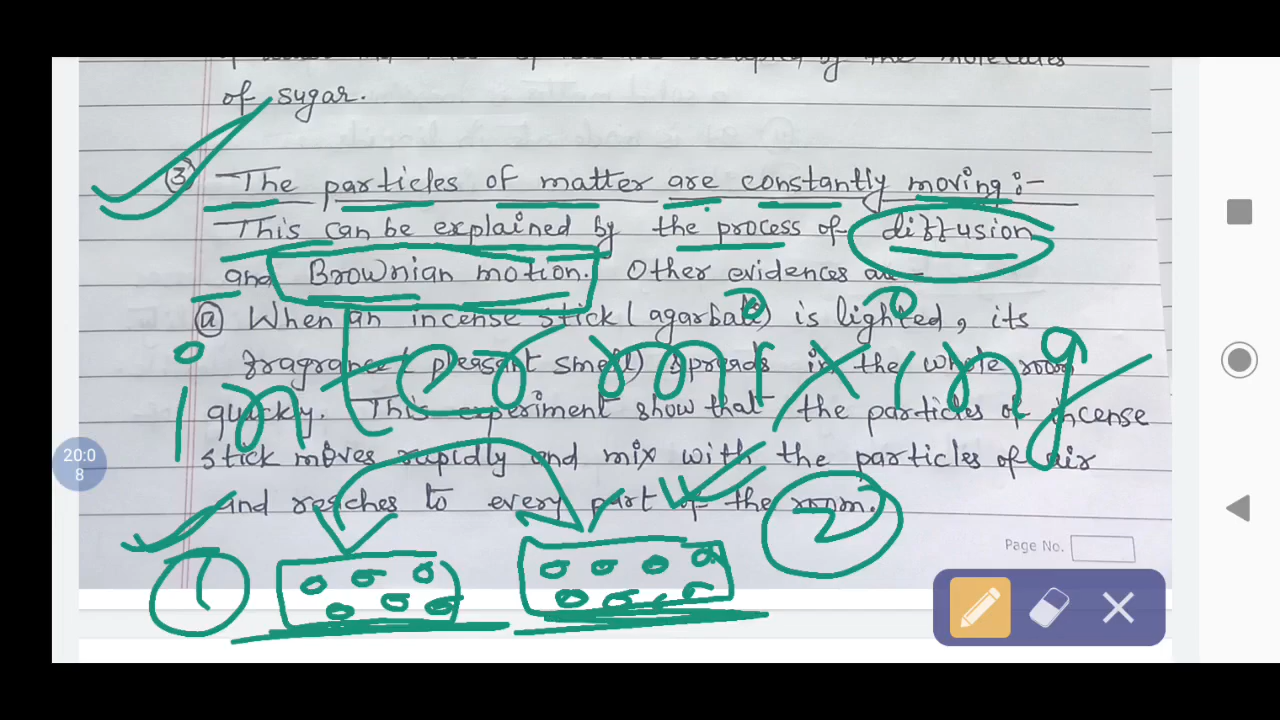 of sugar.
③ The particles of matter are constantly moving :-
This can be explained by the process of diffusion
and Brownian motion. Other evidences are
ⓐ When an incense stick (agarbati) is lighted, its
fragrance (pleasant smell) spreads in the whole room
quickly. This experiment show that the particles of incense
stick moves rapidly and mix with the particles of air
and reaches to every part of the room.
intermixing
1
2
Page No.
20:0
8